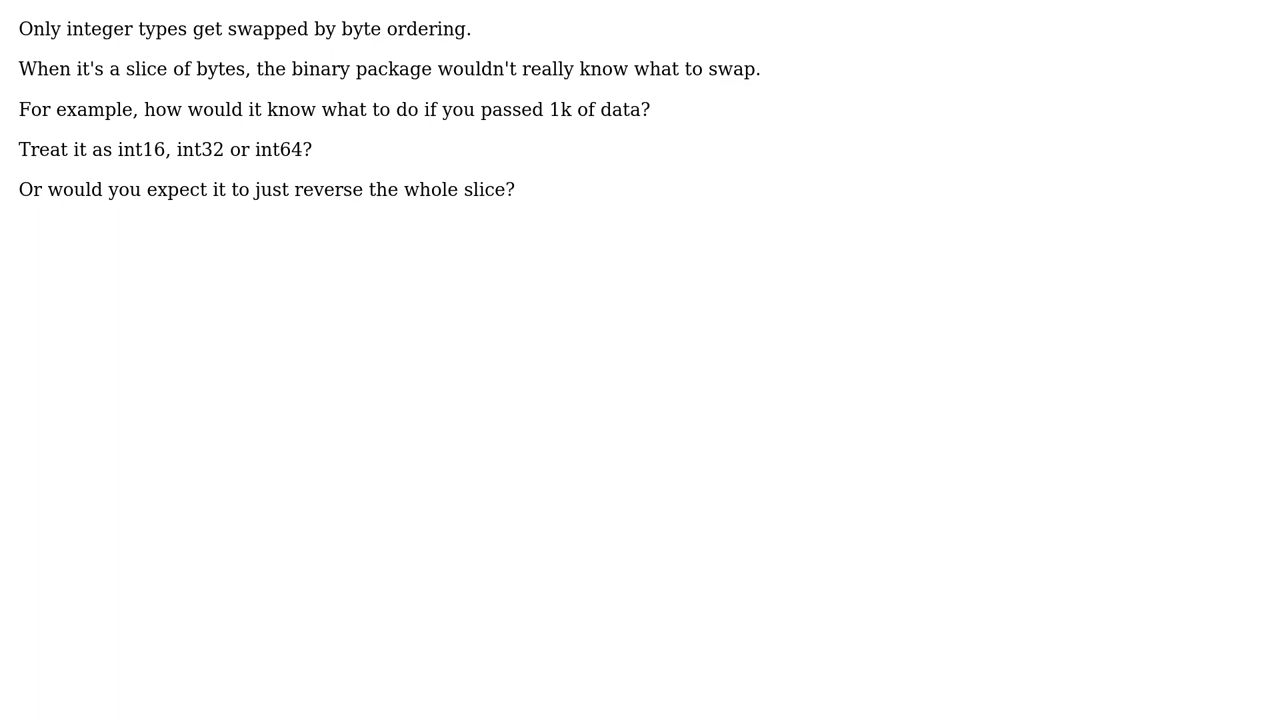 Only integer types get swapped by byte ordering.
When it's a slice of bytes, the binary package wouldn't really know what to swap.
For example, how would it know what to do if you passed 1k of data?
Treat it as int16, int32 or int64?
Or would you expect it to just reverse the whole slice?